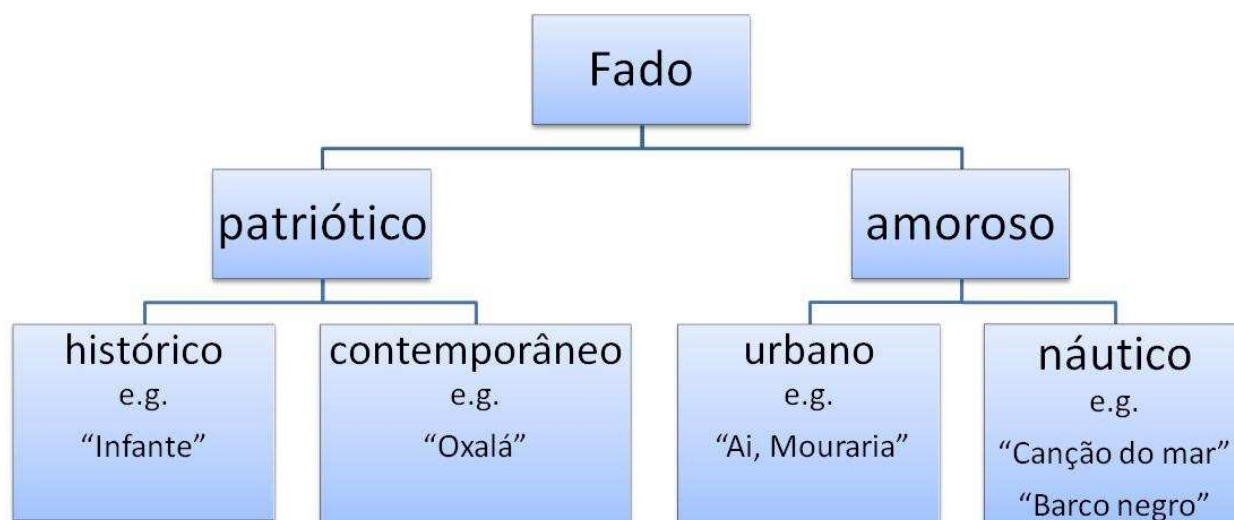 Fado
patriótico
amoroso
histórico
e.g.
“Infante”
contemporâneo
e.g.
“Oxalá”
urbano
e.g.
“Ai, Mouraria”
náutico
e.g.
“Canção do mar”
“Barco negro”